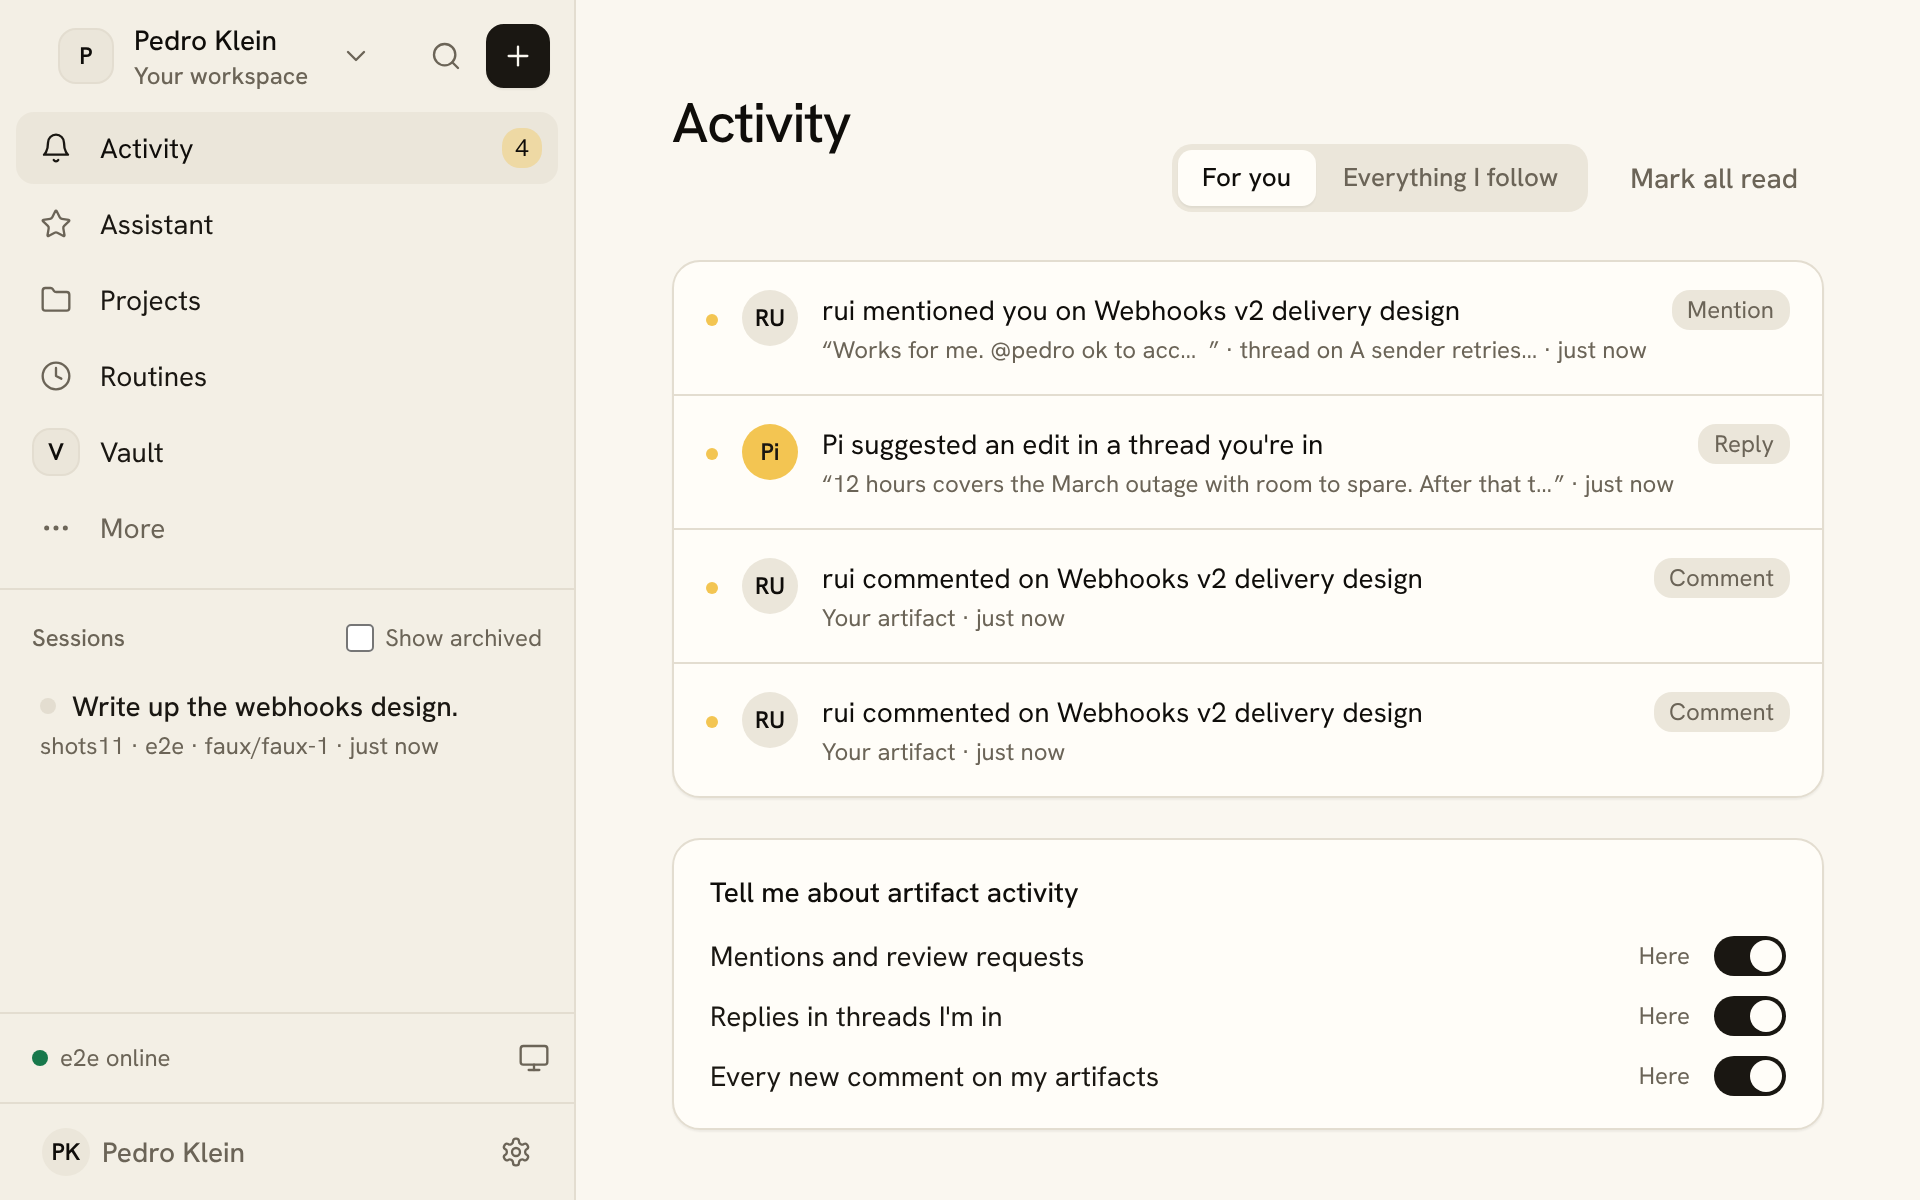 P
Pedro Klein
Your workspace
Activity
4
Assistant
Projects
Routines
V
Vault
More
Sessions
Show archived
Write up the webhooks design.
shots11 · e2e · faux/faux-1 · just now
e2e online
PK
Pedro Klein
Activity
For you
Everything I follow
Mark all read
RU
rui mentioned you on Webhooks v2 delivery design
Mention
“Works for me. @pedro ok to acc… ” · thread on A sender retries… · just now
Pi
Pi suggested an edit in a thread you're in
Reply
“12 hours covers the March outage with room to spare. After that t…” · just now
RU
rui commented on Webhooks v2 delivery design
Comment
Your artifact · just now
RU
rui commented on Webhooks v2 delivery design
Comment
Your artifact · just now
Tell me about artifact activity
Mentions and review requests
Here
Replies in threads I'm in
Here
Every new comment on my artifacts
Here